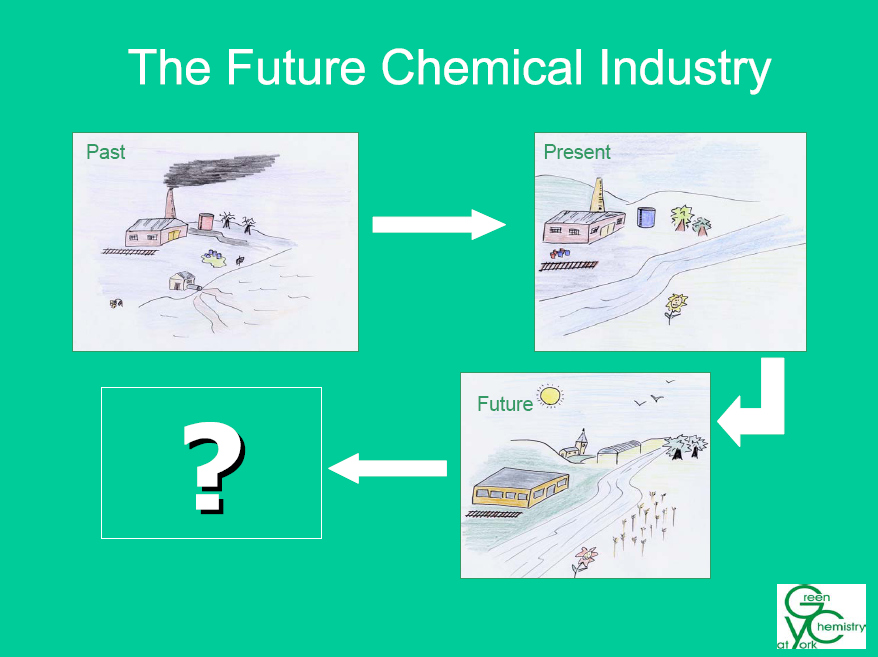 The Future Chemical Industry
Past
Present
Future
?
Green
Chemistry
at York